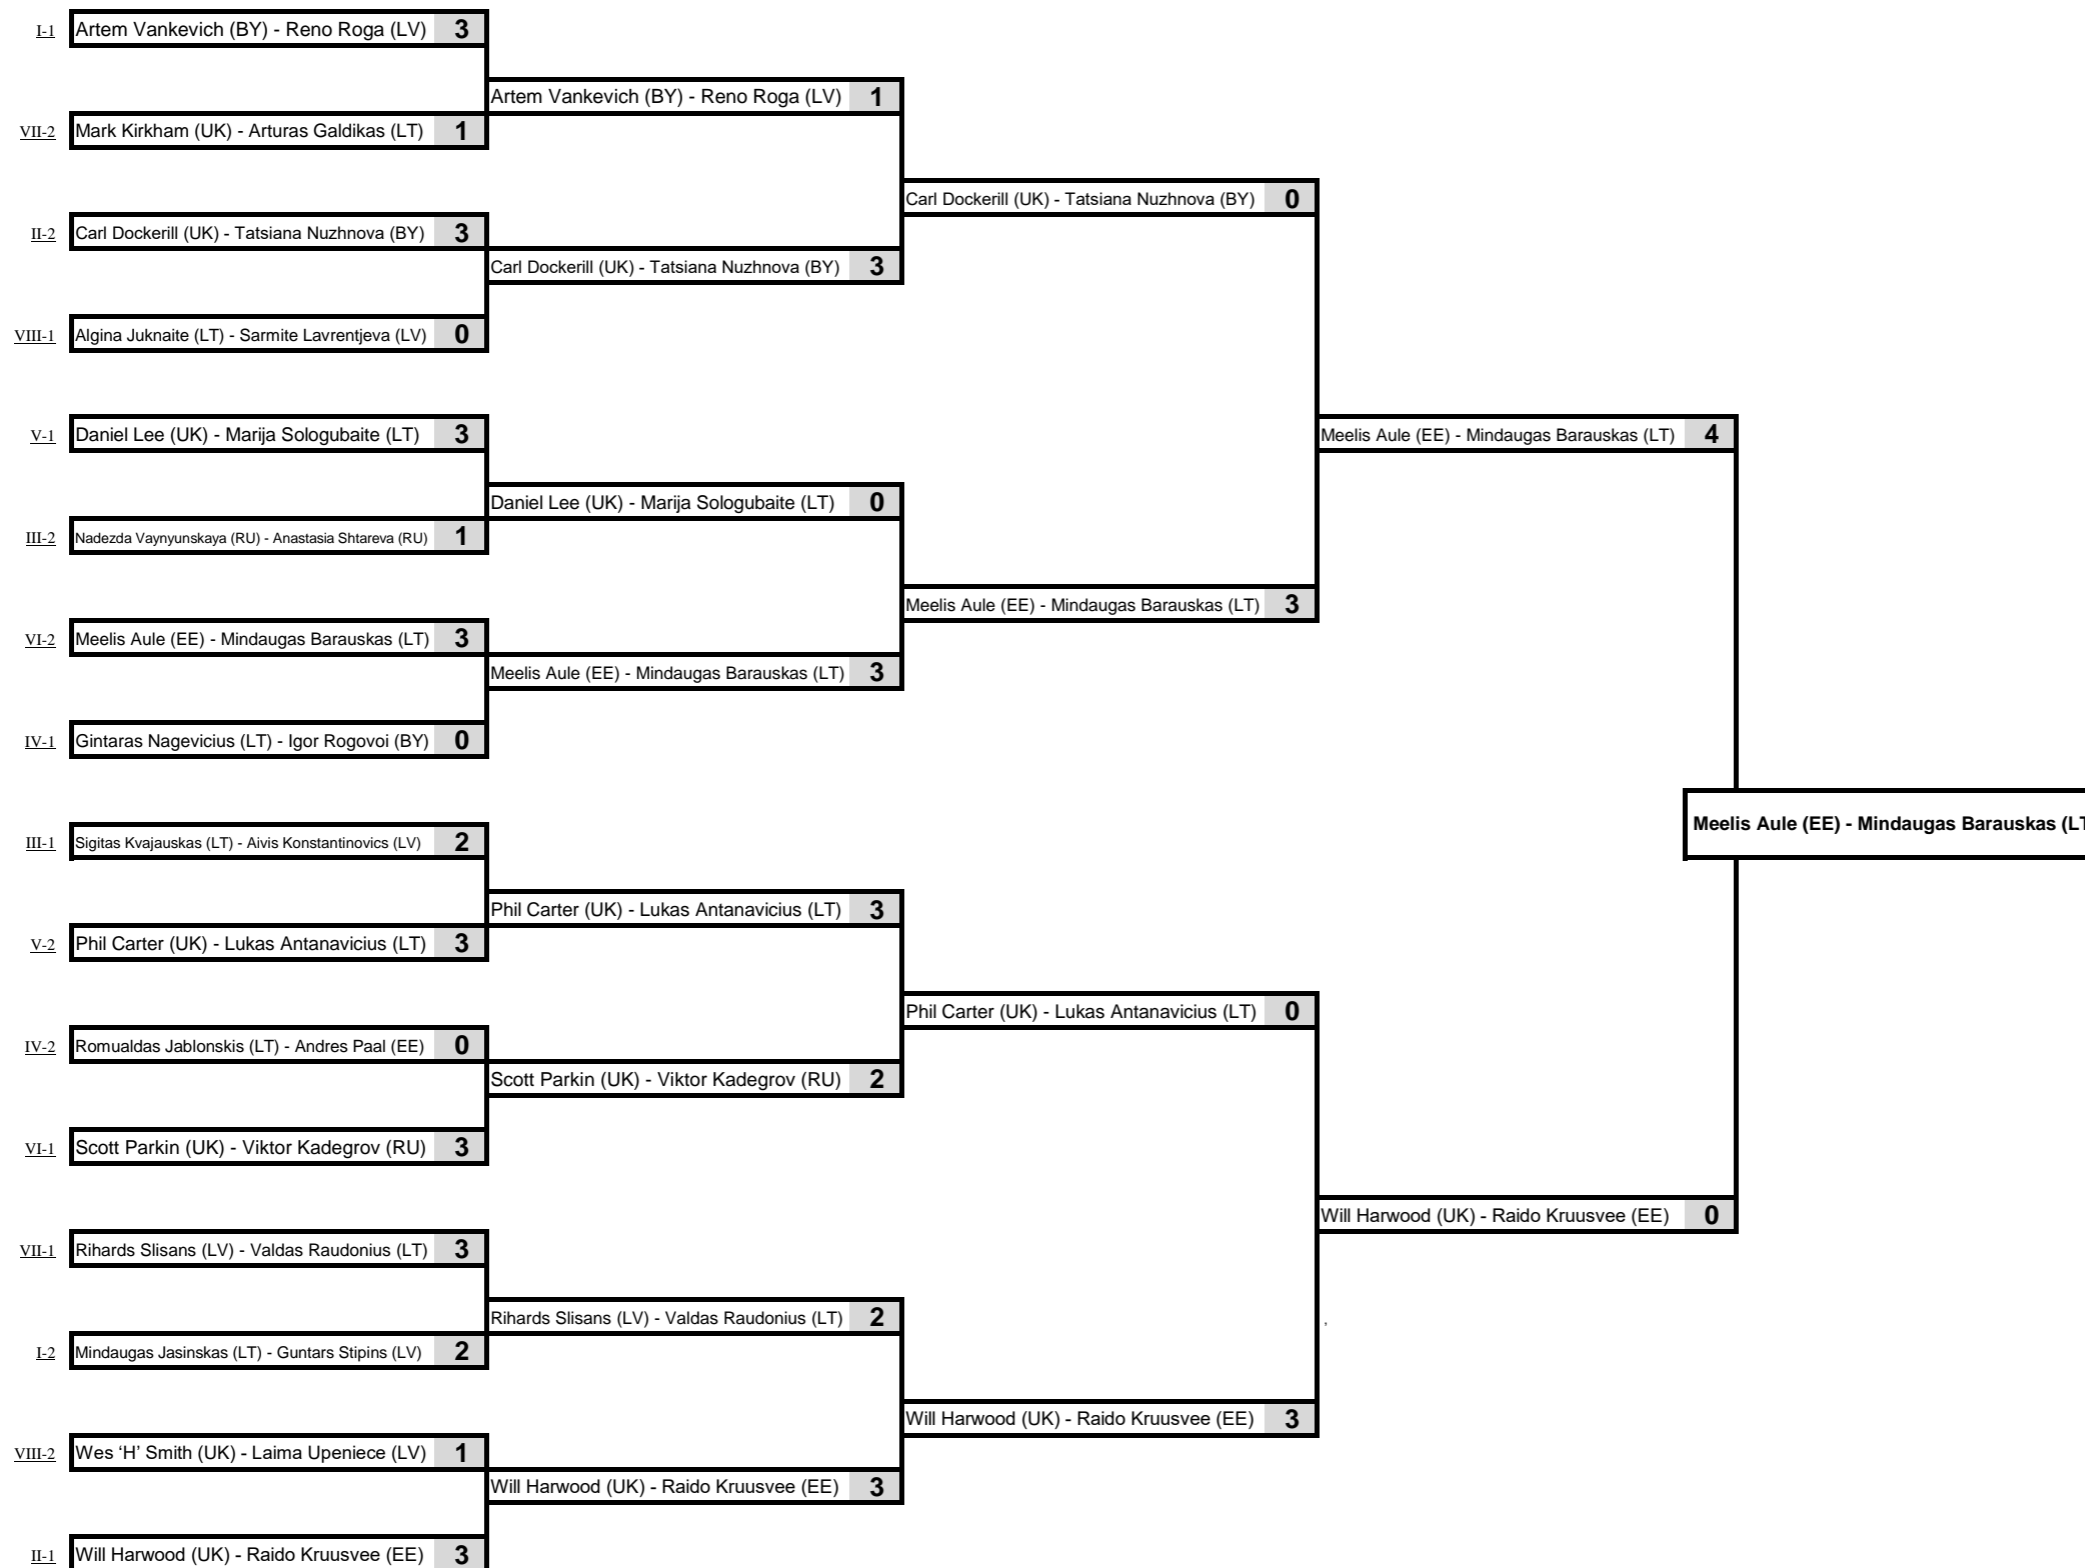 I-1 Artem Vankevich (BY) - Reno Roga (LV) 3
Artem Vankevich (BY) - Reno Roga (LV) 1
VII-2 Mark Kirkham (UK) - Arturas Galdikas (LT) 1
Carl Dockerill (UK) - Tatsiana Nuzhnova (BY) 0
II-2 Carl Dockerill (UK) - Tatsiana Nuzhnova (BY) 3
Carl Dockerill (UK) - Tatsiana Nuzhnova (BY) 3
VIII-1 Algina Juknaite (LT) - Sarmite Lavrentjeva (LV) 0
V-1 Daniel Lee (UK) - Marija Sologubaite (LT) 3
Meelis Aule (EE) - Mindaugas Barauskas (LT) 4
Daniel Lee (UK) - Marija Sologubaite (LT) 0
III-2 Nadezda Vaynyunskaya (RU) - Anastasia Shtareva (RU) 1
Meelis Aule (EE) - Mindaugas Barauskas (LT) 3
VI-2 Meelis Aule (EE) - Mindaugas Barauskas (LT) 3
Meelis Aule (EE) - Mindaugas Barauskas (LT) 3
IV-1 Gintaras Nagevicius (LT) - Igor Rogovoi (BY) 0
Meelis Aule (EE) - Mindaugas Barauskas (LT
III-1 Sigitas Kvajauskas (LT) - Aivis Konstantinovics (LV) 2
Phil Carter (UK) - Lukas Antanavicius (LT) 3
V-2 Phil Carter (UK) - Lukas Antanavicius (LT) 3
Phil Carter (UK) - Lukas Antanavicius (LT) 0
IV-2 Romualdas Jablonskis (LT) - Andres Paal (EE) 0
Scott Parkin (UK) - Viktor Kadegrov (RU) 2
VI-1 Scott Parkin (UK) - Viktor Kadegrov (RU) 3
Will Harwood (UK) - Raido Kruusvee (EE) 0
VII-1 Rihards Slisans (LV) - Valdas Raudonius (LT) 3
Rihards Slisans (LV) - Valdas Raudonius (LT) 2
,
I-2 Mindaugas Jasinskas (LT) - Guntars Stipins (LV) 2
Will Harwood (UK) - Raido Kruusvee (EE) 3
VIII-2 Wes ‘H’ Smith (UK) - Laima Upeniece (LV) 1
Will Harwood (UK) - Raido Kruusvee (EE) 3
II-1 Will Harwood (UK) - Raido Kruusvee (EE) 3